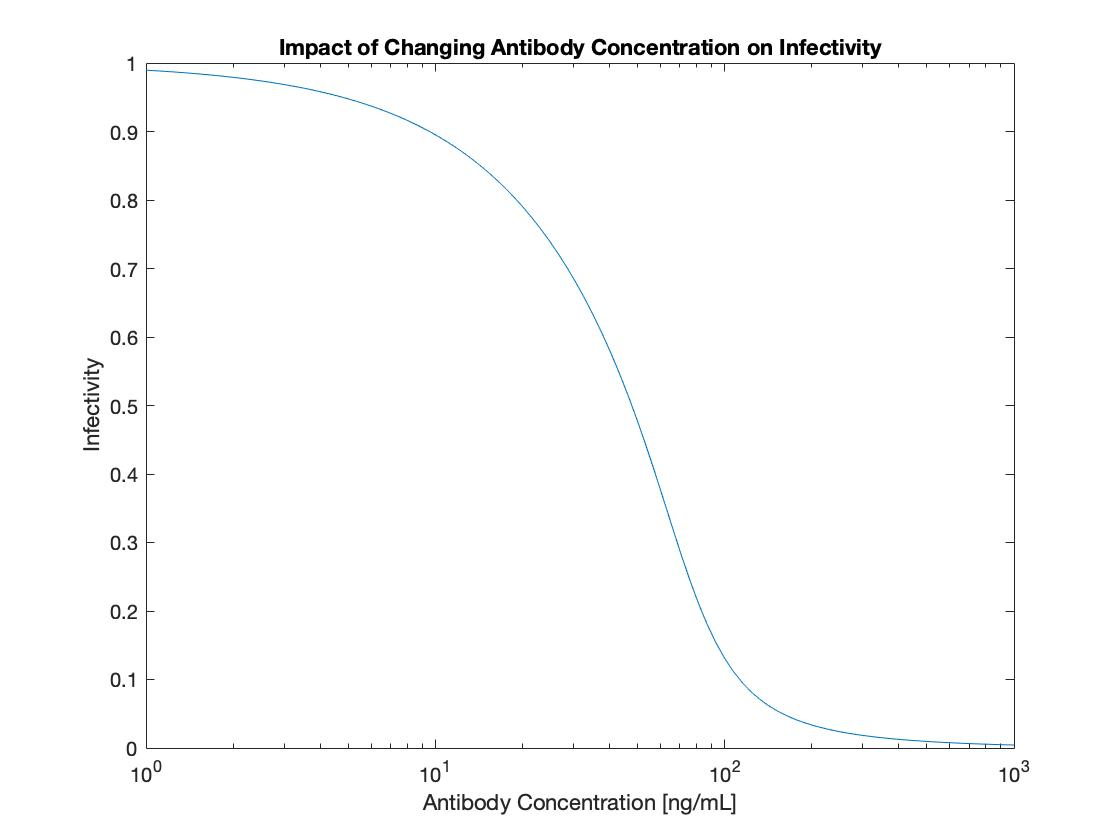 Impact of Changing Antibody Concentration on Infectivity
1
0.9
0.8
0.7
0.6
0.5
0.4
0.3
0.2
0.1
0
Infectivity
10⁰ 10¹ 10² 10³
Antibody Concentration [ng/mL]